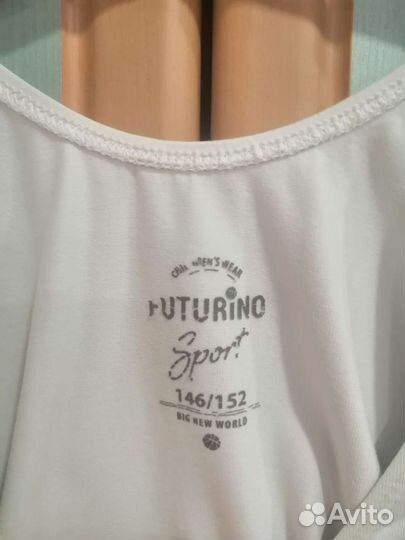 CHILDREN'S WEAR
FUTURiNO
Sport
146/152
BIG NEW WORLD
Avito